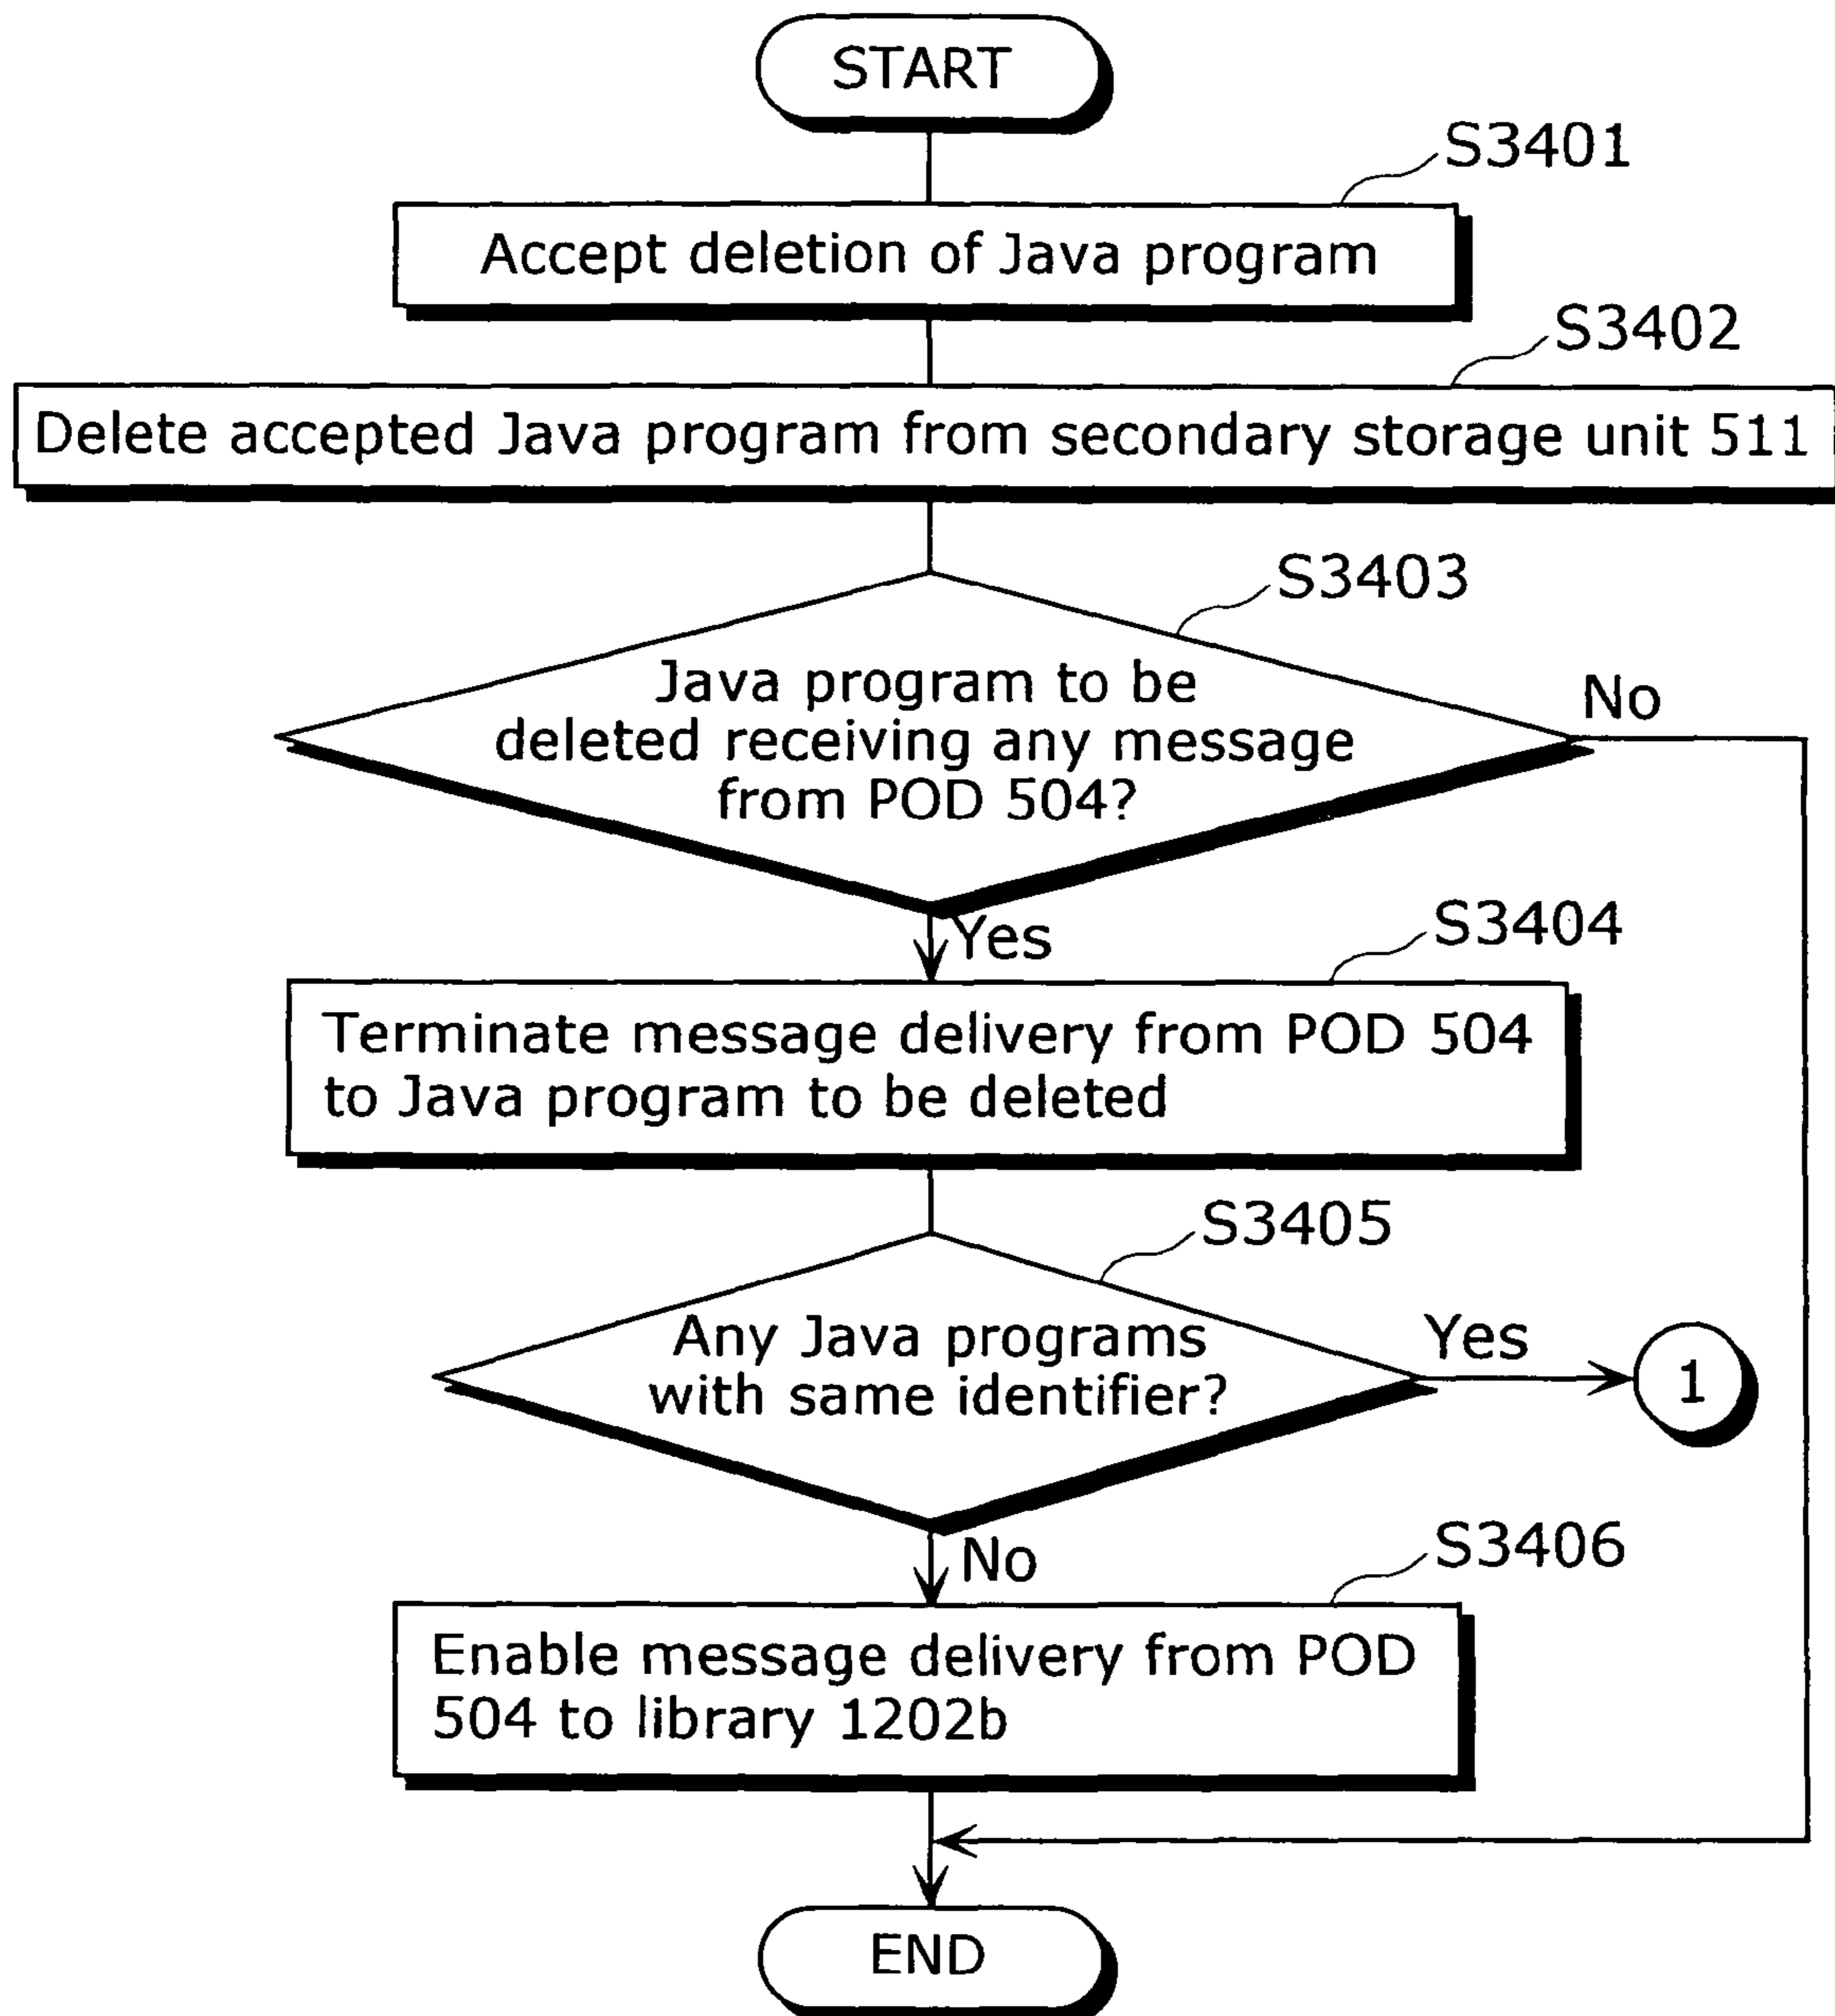 START
S3401
Accept deletion of Java program
S3402
Delete accepted Java program from secondary storage unit 511
S3403
Java program to be
deleted receiving any message
from POD 504?
No
Yes
S3404
Terminate message delivery from POD 504
to Java program to be deleted
S3405
Any Java programs
with same identifier?
Yes
1
No
S3406
Enable message delivery from POD
504 to library 1202b
END